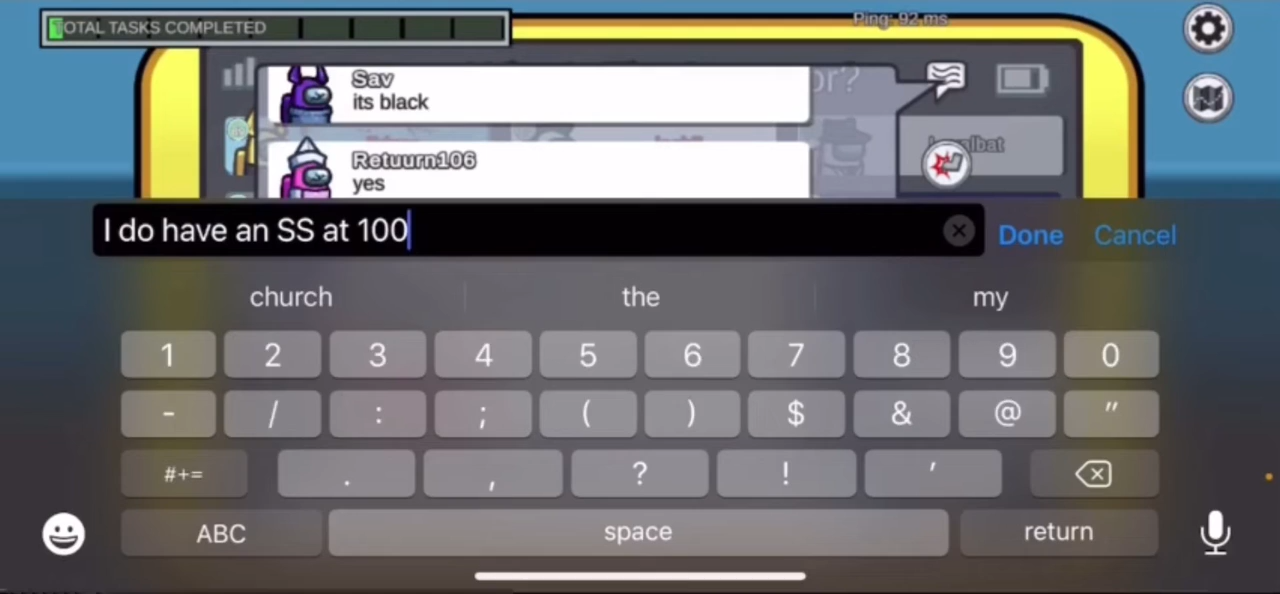 TOTAL TASKS COMPLETED
Ping: 92 ms
or?
Sav
its black
Retuurn106
yes
I do have an SS at 100
Done
Cancel
church
the
my
1 2 3 4 5 6 7 8 9 0
- / : ; ( ) $ & @ "
#+= . , ? ! '
ABC
space
return